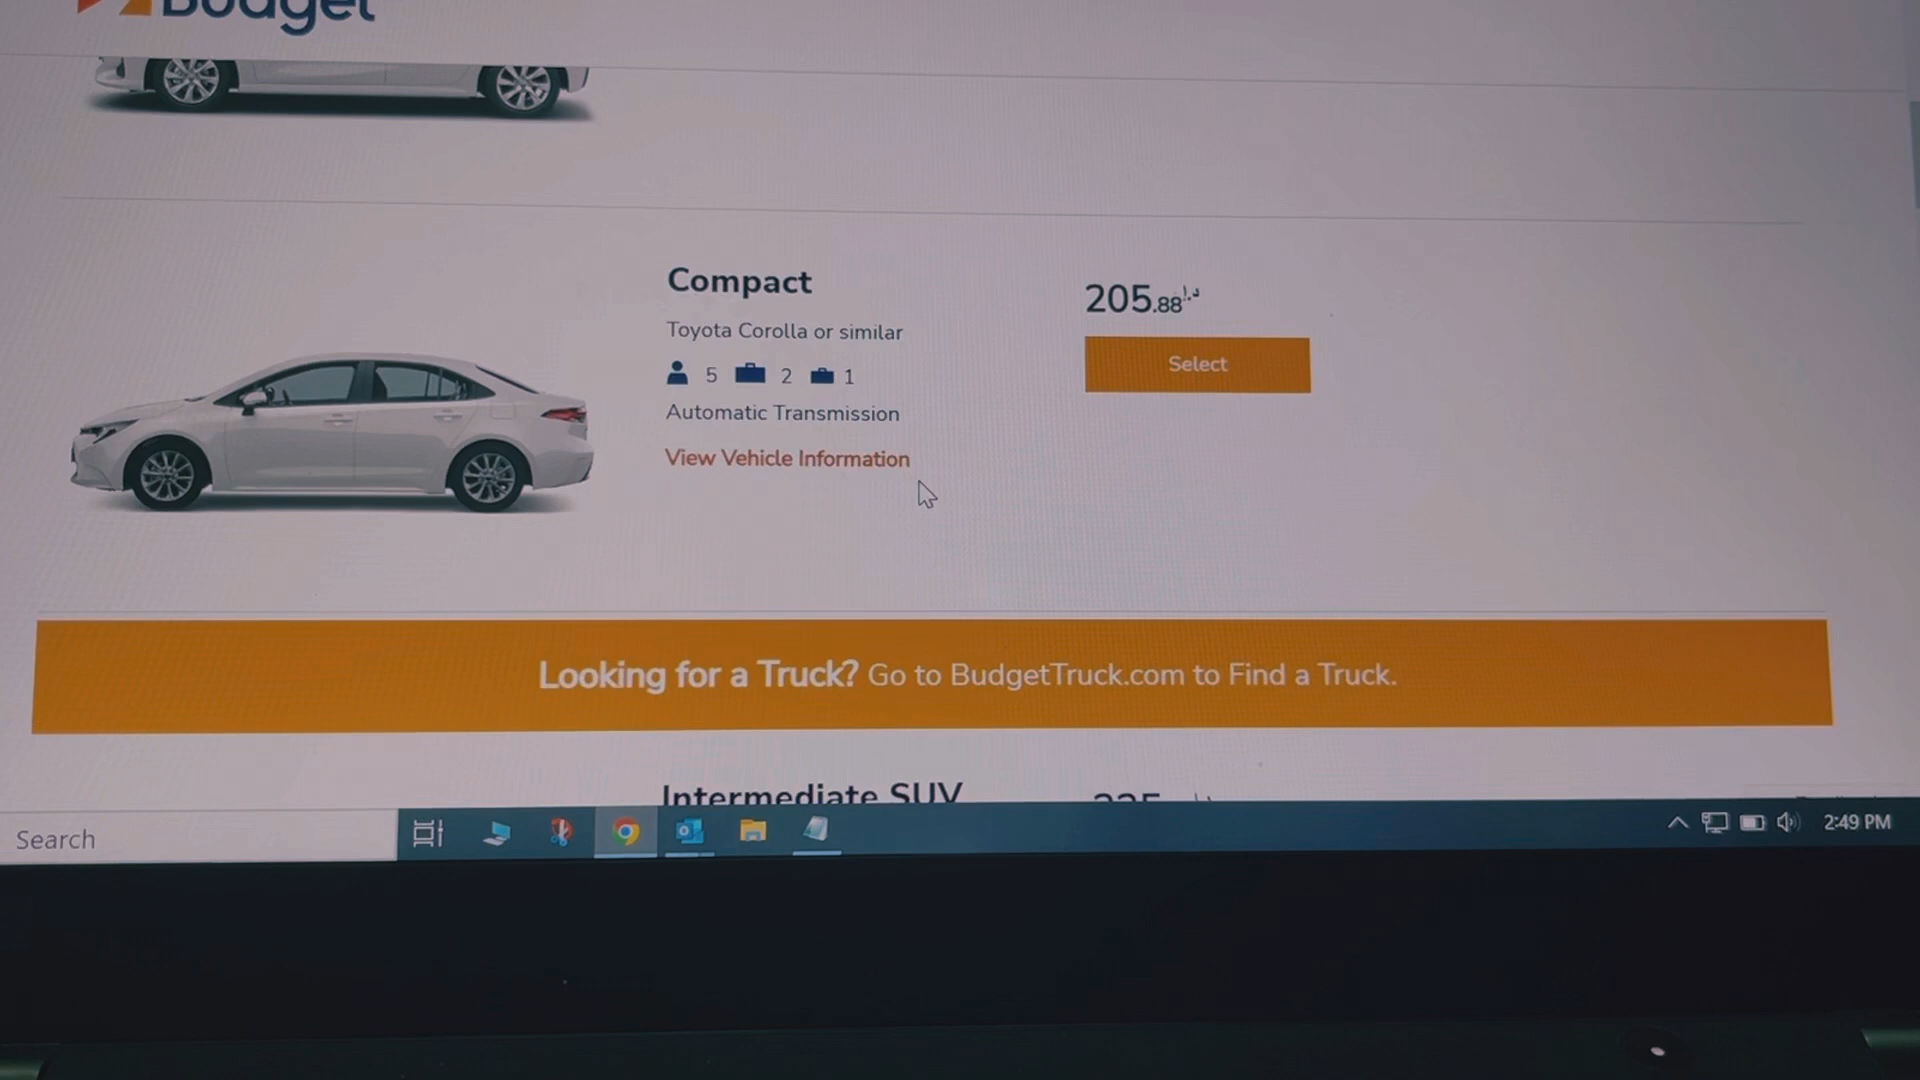 Budget
Compact
205.88 د.إ
Toyota Corolla or similar
5 2 1
Select
Automatic Transmission
View Vehicle Information
Looking for a Truck? Go to BudgetTruck.com to Find a Truck.
Intermediate SUV
Search
2:49 PM